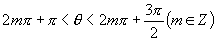 2mπ + π < θ < 2mπ + 3π/2 (m ∈ Z)